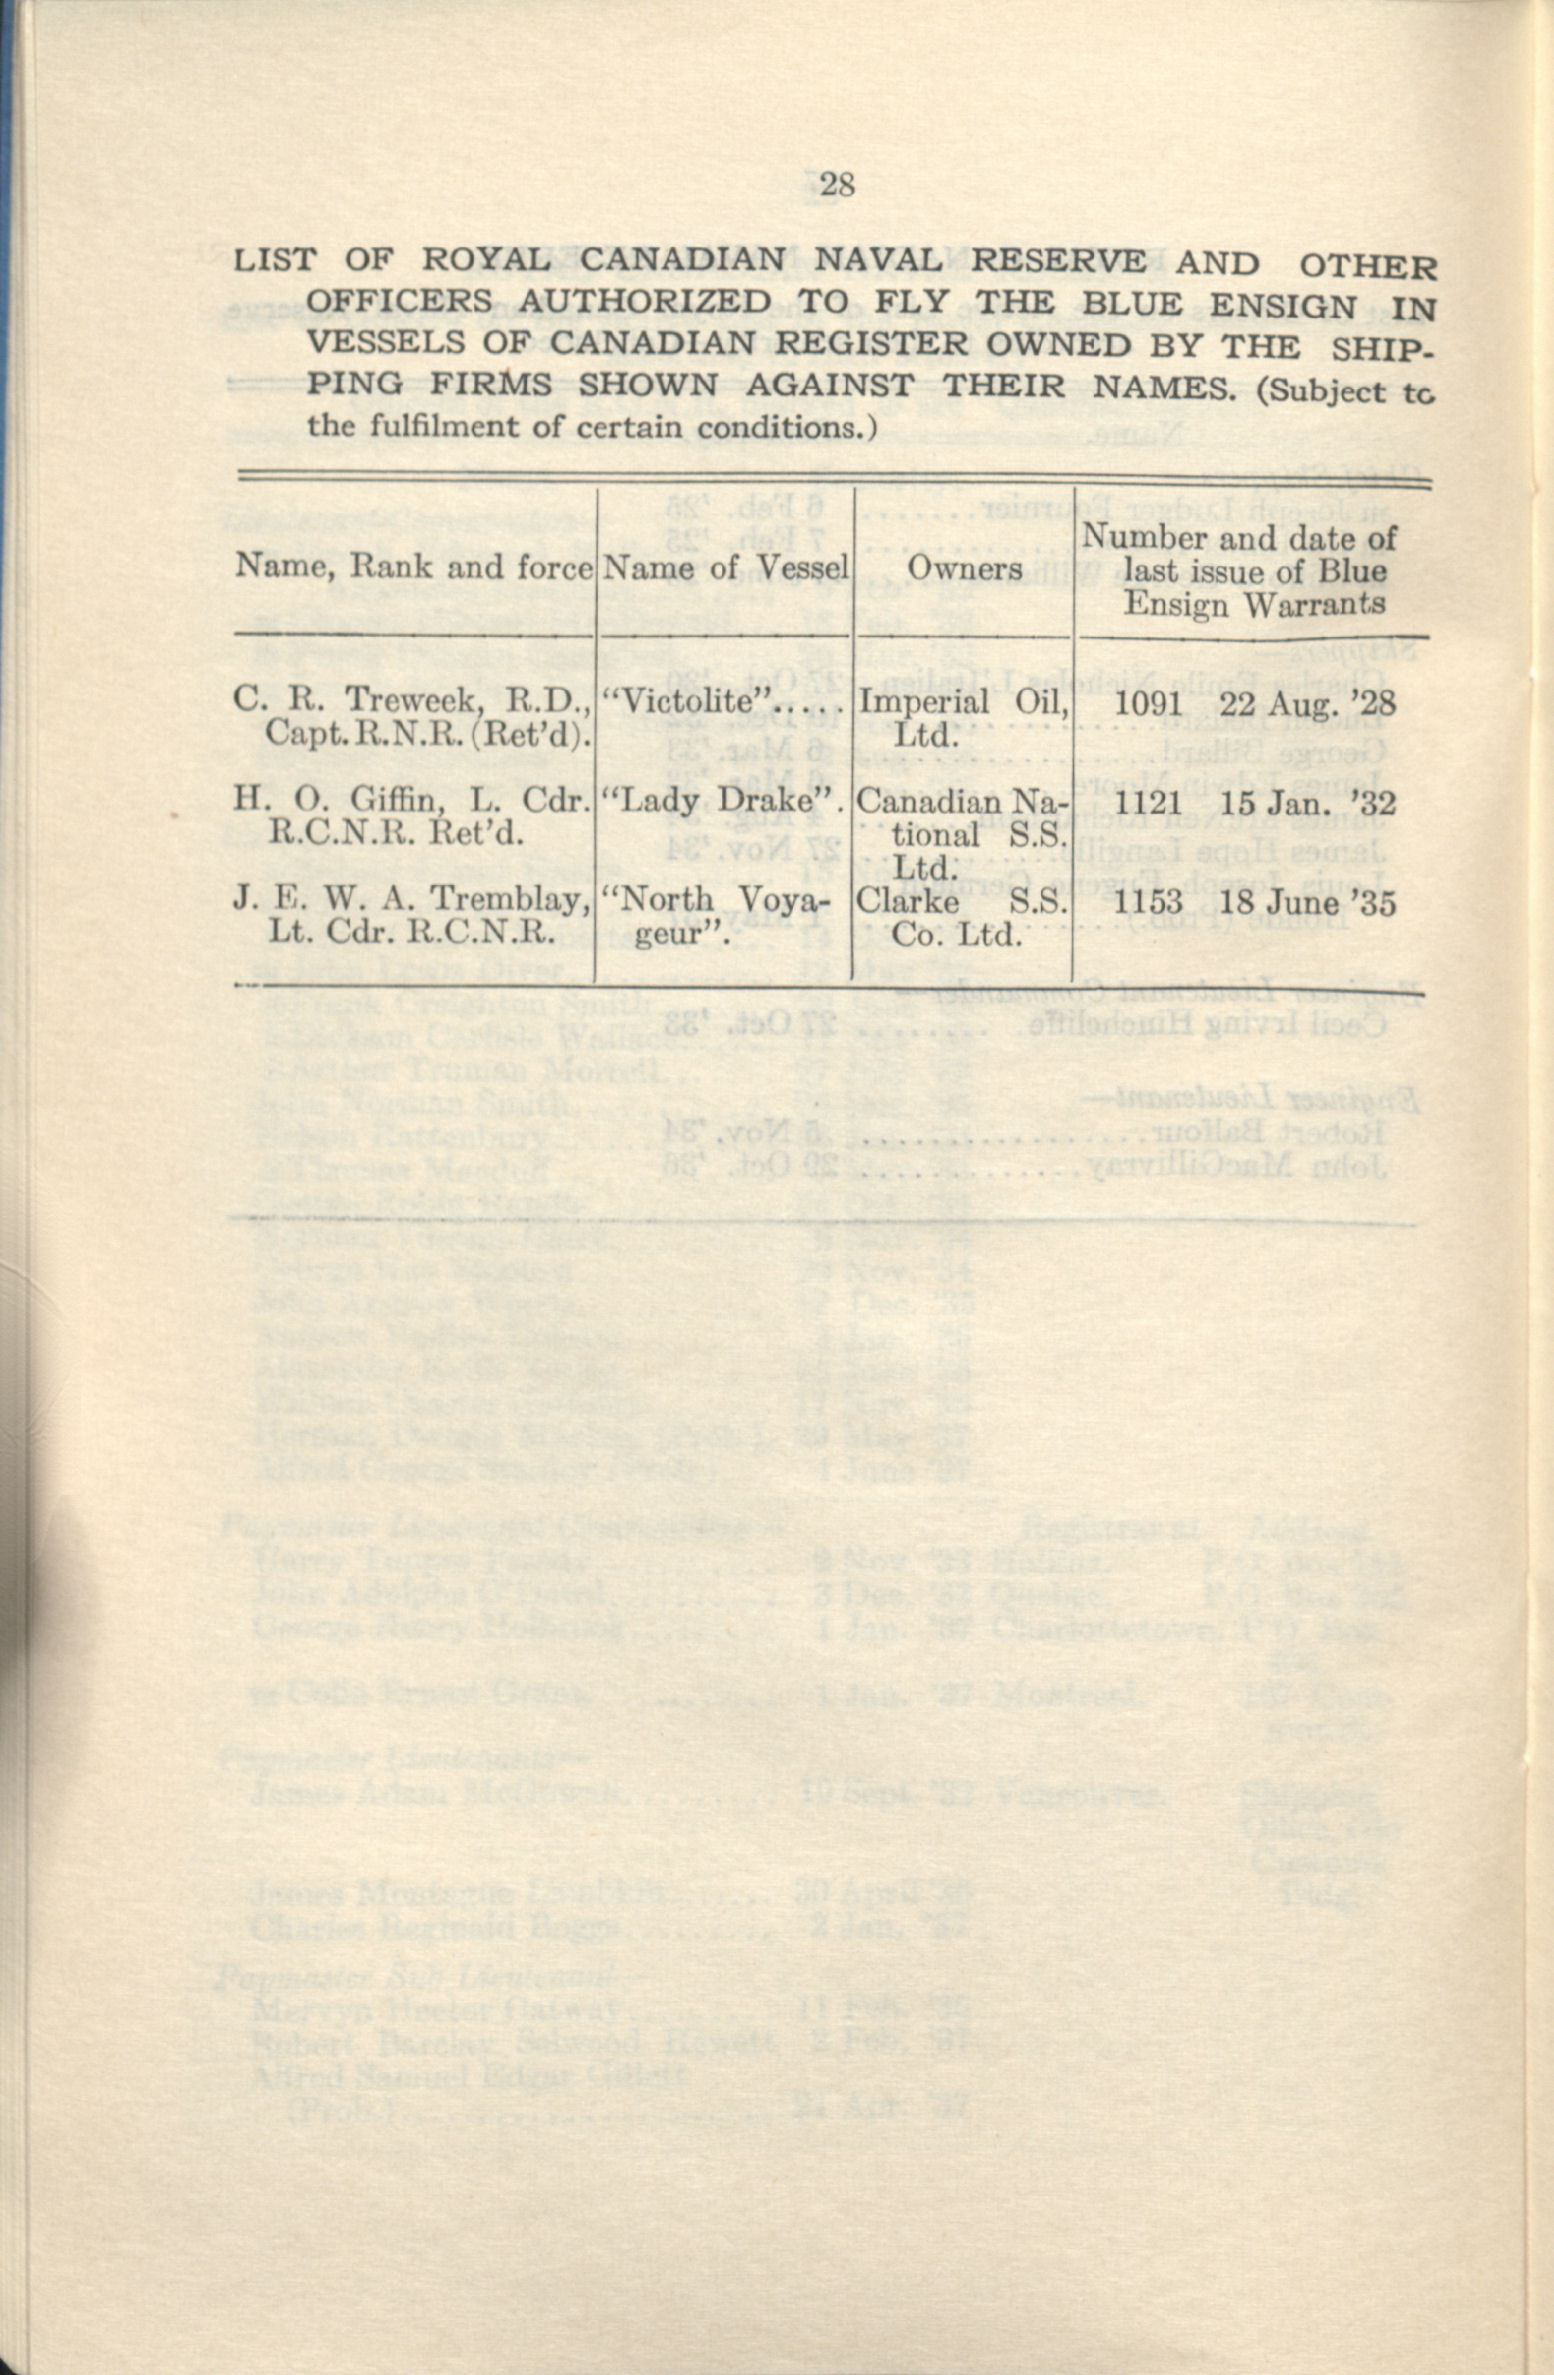 28
LIST OF ROYAL CANADIAN NAVAL RESERVE AND OTHER
OFFICERS AUTHORIZED TO FLY THE BLUE ENSIGN IN
VESSELS OF CANADIAN REGISTER OWNED BY THE SHIP-
PING FIRMS SHOWN AGAINST THEIR NAMES. (Subject to
the fulfilment of certain conditions.)
Name, Rank and force
Name of Vessel
Owners
Number and date of
last issue of Blue
Ensign Warrants
C. R. Treweek, R.D., "Victolite"..... Imperial Oil, 1091 22 Aug. '28
Capt. R.N.R. (Ret'd). Ltd.
H. O. Giffin, L. Cdr. "Lady Drake". Canadian Na- 1121 15 Jan. '32
R.C.N.R. Ret'd. tional S.S.
Ltd.
J. E. W. A. Tremblay, "North Voya- Clarke S.S. 1153 18 June '35
Lt. Cdr. R.C.N.R. geur". Co. Ltd.